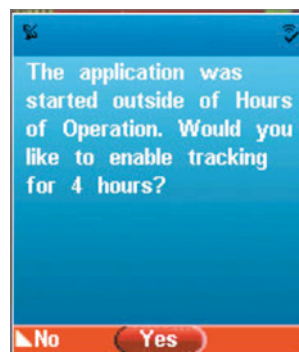 The application was
started outside of Hours
of Operation. Would you
like to enable tracking
for 4 hours?
No Yes